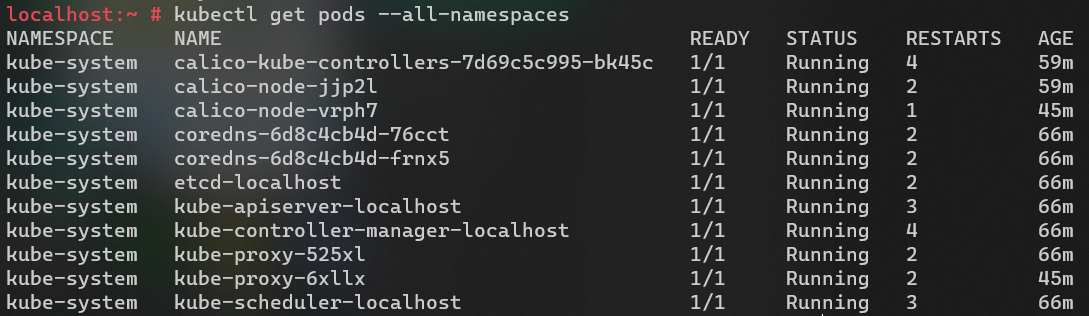 localhost:~ # kubectl get pods --all-namespaces
NAMESPACE     NAME                                       READY   STATUS    RESTARTS   AGE
kube-system   calico-kube-controllers-7d69c5c995-bk45c   1/1     Running   4          59m
kube-system   calico-node-jjp2l                          1/1     Running   2          59m
kube-system   calico-node-vrph7                          1/1     Running   1          45m
kube-system   coredns-6d8c4cb4d-76cct                    1/1     Running   2          66m
kube-system   coredns-6d8c4cb4d-frnx5                    1/1     Running   2          66m
kube-system   etcd-localhost                             1/1     Running   2          66m
kube-system   kube-apiserver-localhost                   1/1     Running   3          66m
kube-system   kube-controller-manager-localhost          1/1     Running   4          66m
kube-system   kube-proxy-525xl                           1/1     Running   2          66m
kube-system   kube-proxy-6xllx                           1/1     Running   2          45m
kube-system   kube-scheduler-localhost                   1/1     Running   3          66m